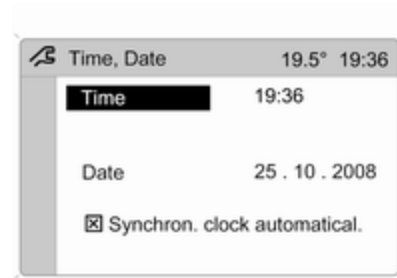 Time, Date 19.5° 19:36
Time 19:36
Date 25 . 10 . 2008
Synchron. clock automatical.